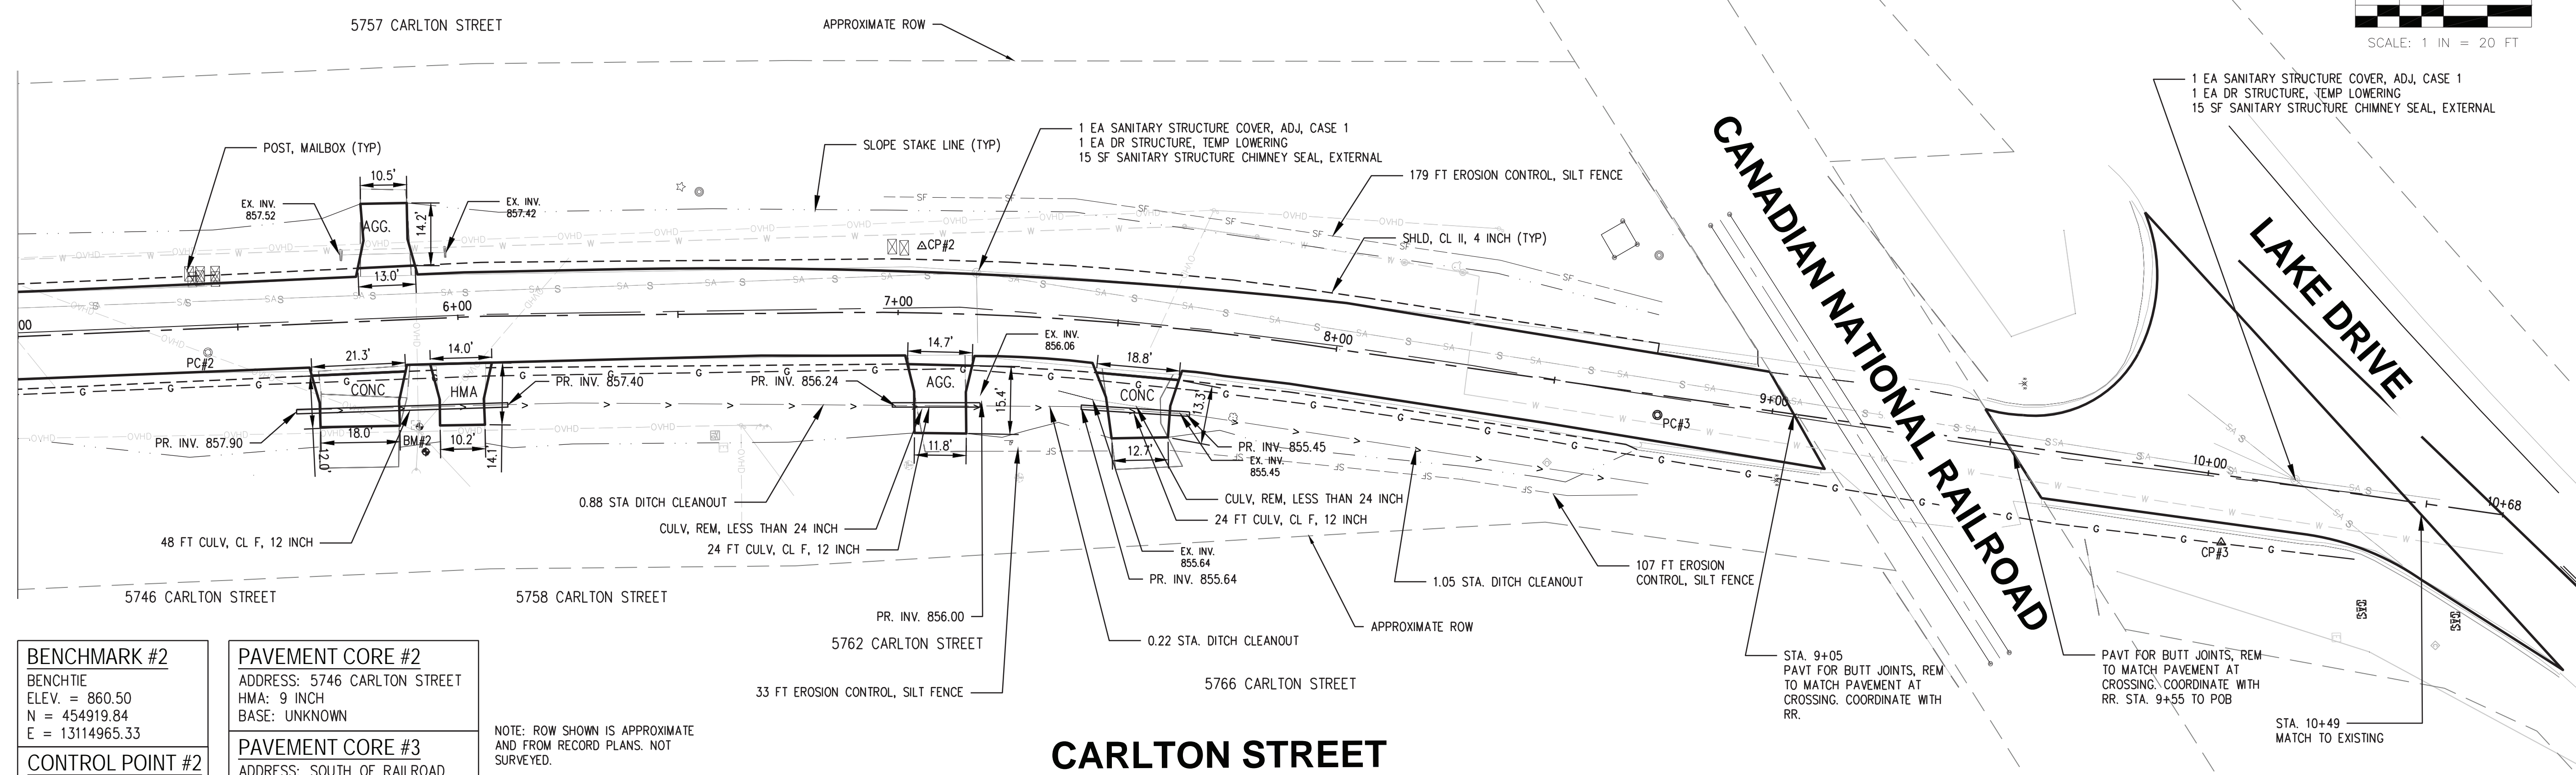 5757 CARLTON STREET
APPROXIMATE ROW
SCALE: 1 IN = 20 FT
1 EA SANITARY STRUCTURE COVER, ADJ, CASE 1
1 EA DR STRUCTURE, TEMP LOWERING
15 SF SANITARY STRUCTURE CHIMNEY SEAL, EXTERNAL
POST, MAILBOX (TYP)
SLOPE STAKE LINE (TYP)
1 EA SANITARY STRUCTURE COVER, ADJ, CASE 1
1 EA DR STRUCTURE, TEMP LOWERING
15 SF SANITARY STRUCTURE CHIMNEY SEAL, EXTERNAL
179 FT EROSION CONTROL, SILT FENCE
CANADIAN NATIONAL RAILROAD
LAKE DRIVE
10.5'
EX. INV.
857.52
AGG.
14.2'
EX. INV.
857.42
13.0'
CP#2
SHLD, CL II, 4 INCH (TYP)
00
6+00
7+00
8+00
9+00
10+00
10+68
PC#2
21.3'
14.0'
CONC
HMA
PR. INV. 857.40
PR. INV. 856.24
14.7'
AGG.
EX. INV.
856.06
15.4'
18.8'
CONC
13.3'
PC#3
PR. INV. 857.90
18.0'
12.0'
BM#2
10.2'
14.1'
11.8'
12.7'
PR. INV. 855.45
EX. INV.
855.45
0.88 STA DITCH CLEANOUT
CULV, REM, LESS THAN 24 INCH
24 FT CULV, CL F, 12 INCH
48 FT CULV, CL F, 12 INCH
CULV, REM, LESS THAN 24 INCH
24 FT CULV, CL F, 12 INCH
EX. INV.
855.64
PR. INV. 855.64
1.05 STA. DITCH CLEANOUT
107 FT EROSION
CONTROL, SILT FENCE
CP#3
5746 CARLTON STREET
5758 CARLTON STREET
PR. INV. 856.00
5762 CARLTON STREET
APPROXIMATE ROW
0.22 STA. DITCH CLEANOUT
33 FT EROSION CONTROL, SILT FENCE
5766 CARLTON STREET
STA. 9+05
PAVT FOR BUTT JOINTS, REM
TO MATCH PAVEMENT AT
CROSSING. COORDINATE WITH
RR.
PAVT FOR BUTT JOINTS, REM
TO MATCH PAVEMENT AT
CROSSING. COORDINATE WITH
RR. STA. 9+55 TO POB
STA. 10+49
MATCH TO EXISTING
BENCHMARK #2
BENCHTIE
ELEV. = 860.50
N = 454919.84
E = 13114965.33
CONTROL POINT #2
PAVEMENT CORE #2
ADDRESS: 5746 CARLTON STREET
HMA: 9 INCH
BASE: UNKNOWN
PAVEMENT CORE #3
ADDRESS: SOUTH OF RAILROAD
NOTE: ROW SHOWN IS APPROXIMATE
AND FROM RECORD PLANS. NOT
SURVEYED.
CARLTON STREET